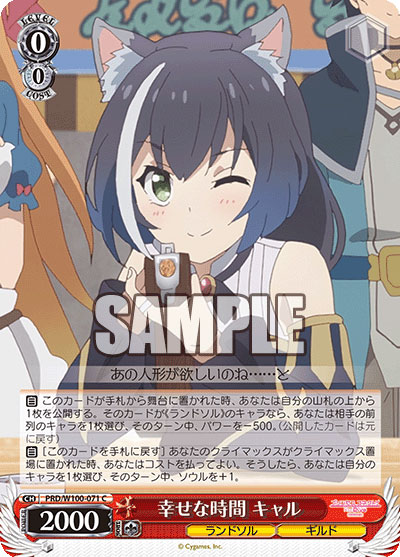 LEVEL
0
0
COST
SAMPLE
あの人形が欲しいのね……と
自 このカードが手札から舞台に置かれた時、あなたは自分の山札の上から
1枚を公開する。そのカードが《ランドソル》のキャラなら、あなたは相手の前
列のキャラを1枚選び、そのターン中、パワーを－500。(公開したカードは元
に戻す)
自 [このカードを手札に戻す] あなたのクライマックスがクライマックス
置場に置かれた時、あなたはコストを払ってよい。そうしたら、あなたは自分
のキャラを1枚選び、そのターン中、ソウルを＋1。
CH PRD/W100-071 C
2000
幸せな時間 キャル
ランドソル
ギルド
© Cygames, Inc.